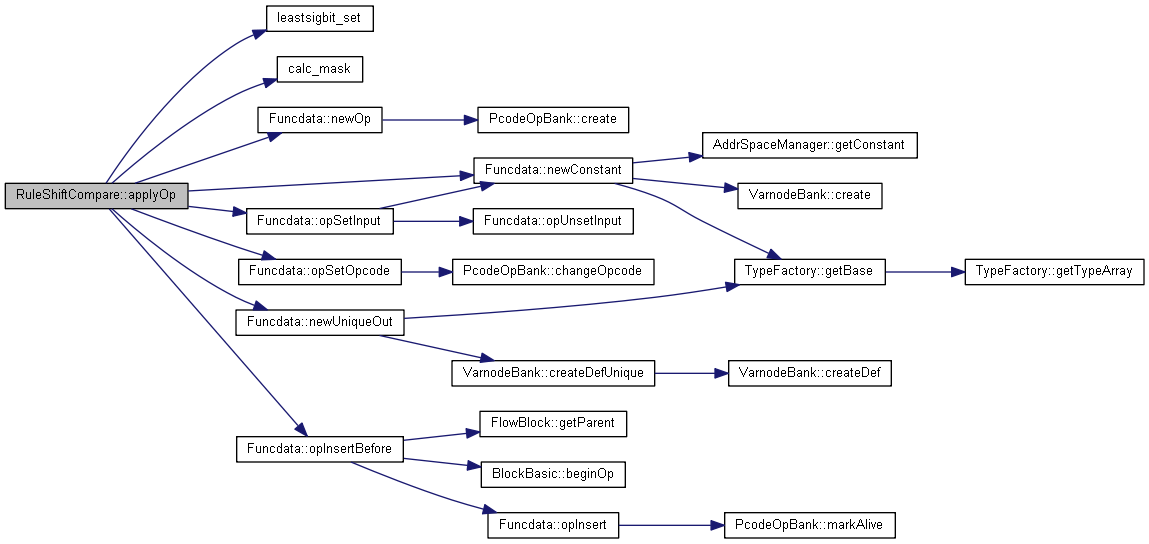 leastsigbit_set
calc_mask
Funcdata::newOp
PcodeOpBank::create
AddrSpaceManager::getConstant
Funcdata::newConstant
RuleShiftCompare::applyOp
VarnodeBank::create
Funcdata::opSetInput
Funcdata::opUnsetInput
Funcdata::opSetOpcode
PcodeOpBank::changeOpcode
TypeFactory::getBase
TypeFactory::getTypeArray
Funcdata::newUniqueOut
VarnodeBank::createDefUnique
VarnodeBank::createDef
FlowBlock::getParent
Funcdata::opInsertBefore
BlockBasic::beginOp
Funcdata::opInsert
PcodeOpBank::markAlive